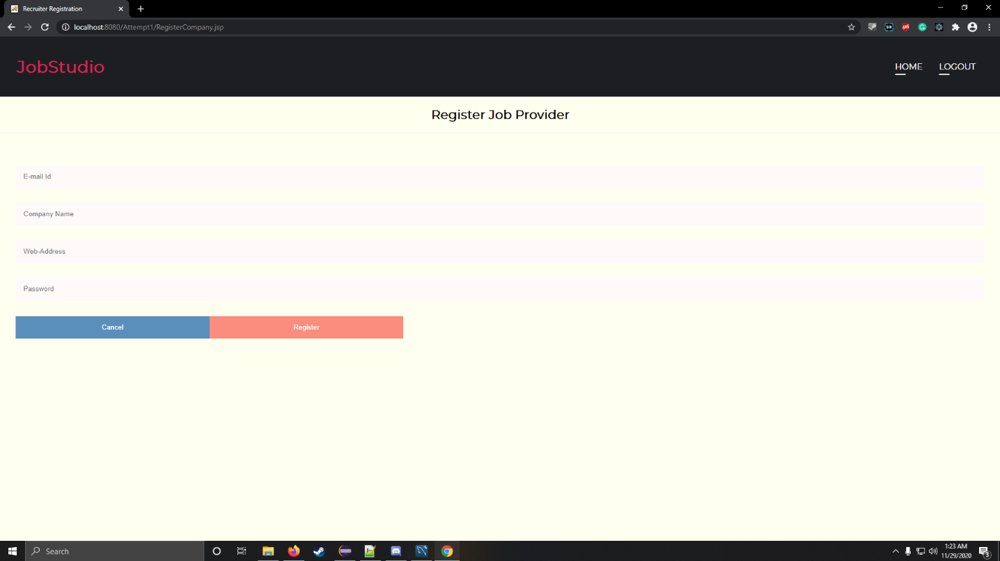 Recruiter Registration
localhost:8080/Attempt1/RegisterCompany.jsp
JobStudio
HOME
LOGOUT
Register Job Provider
E-mail Id
Company Name
Web-Address
Password
Cancel
Register
Search
1:23 AM
11/29/2020
3